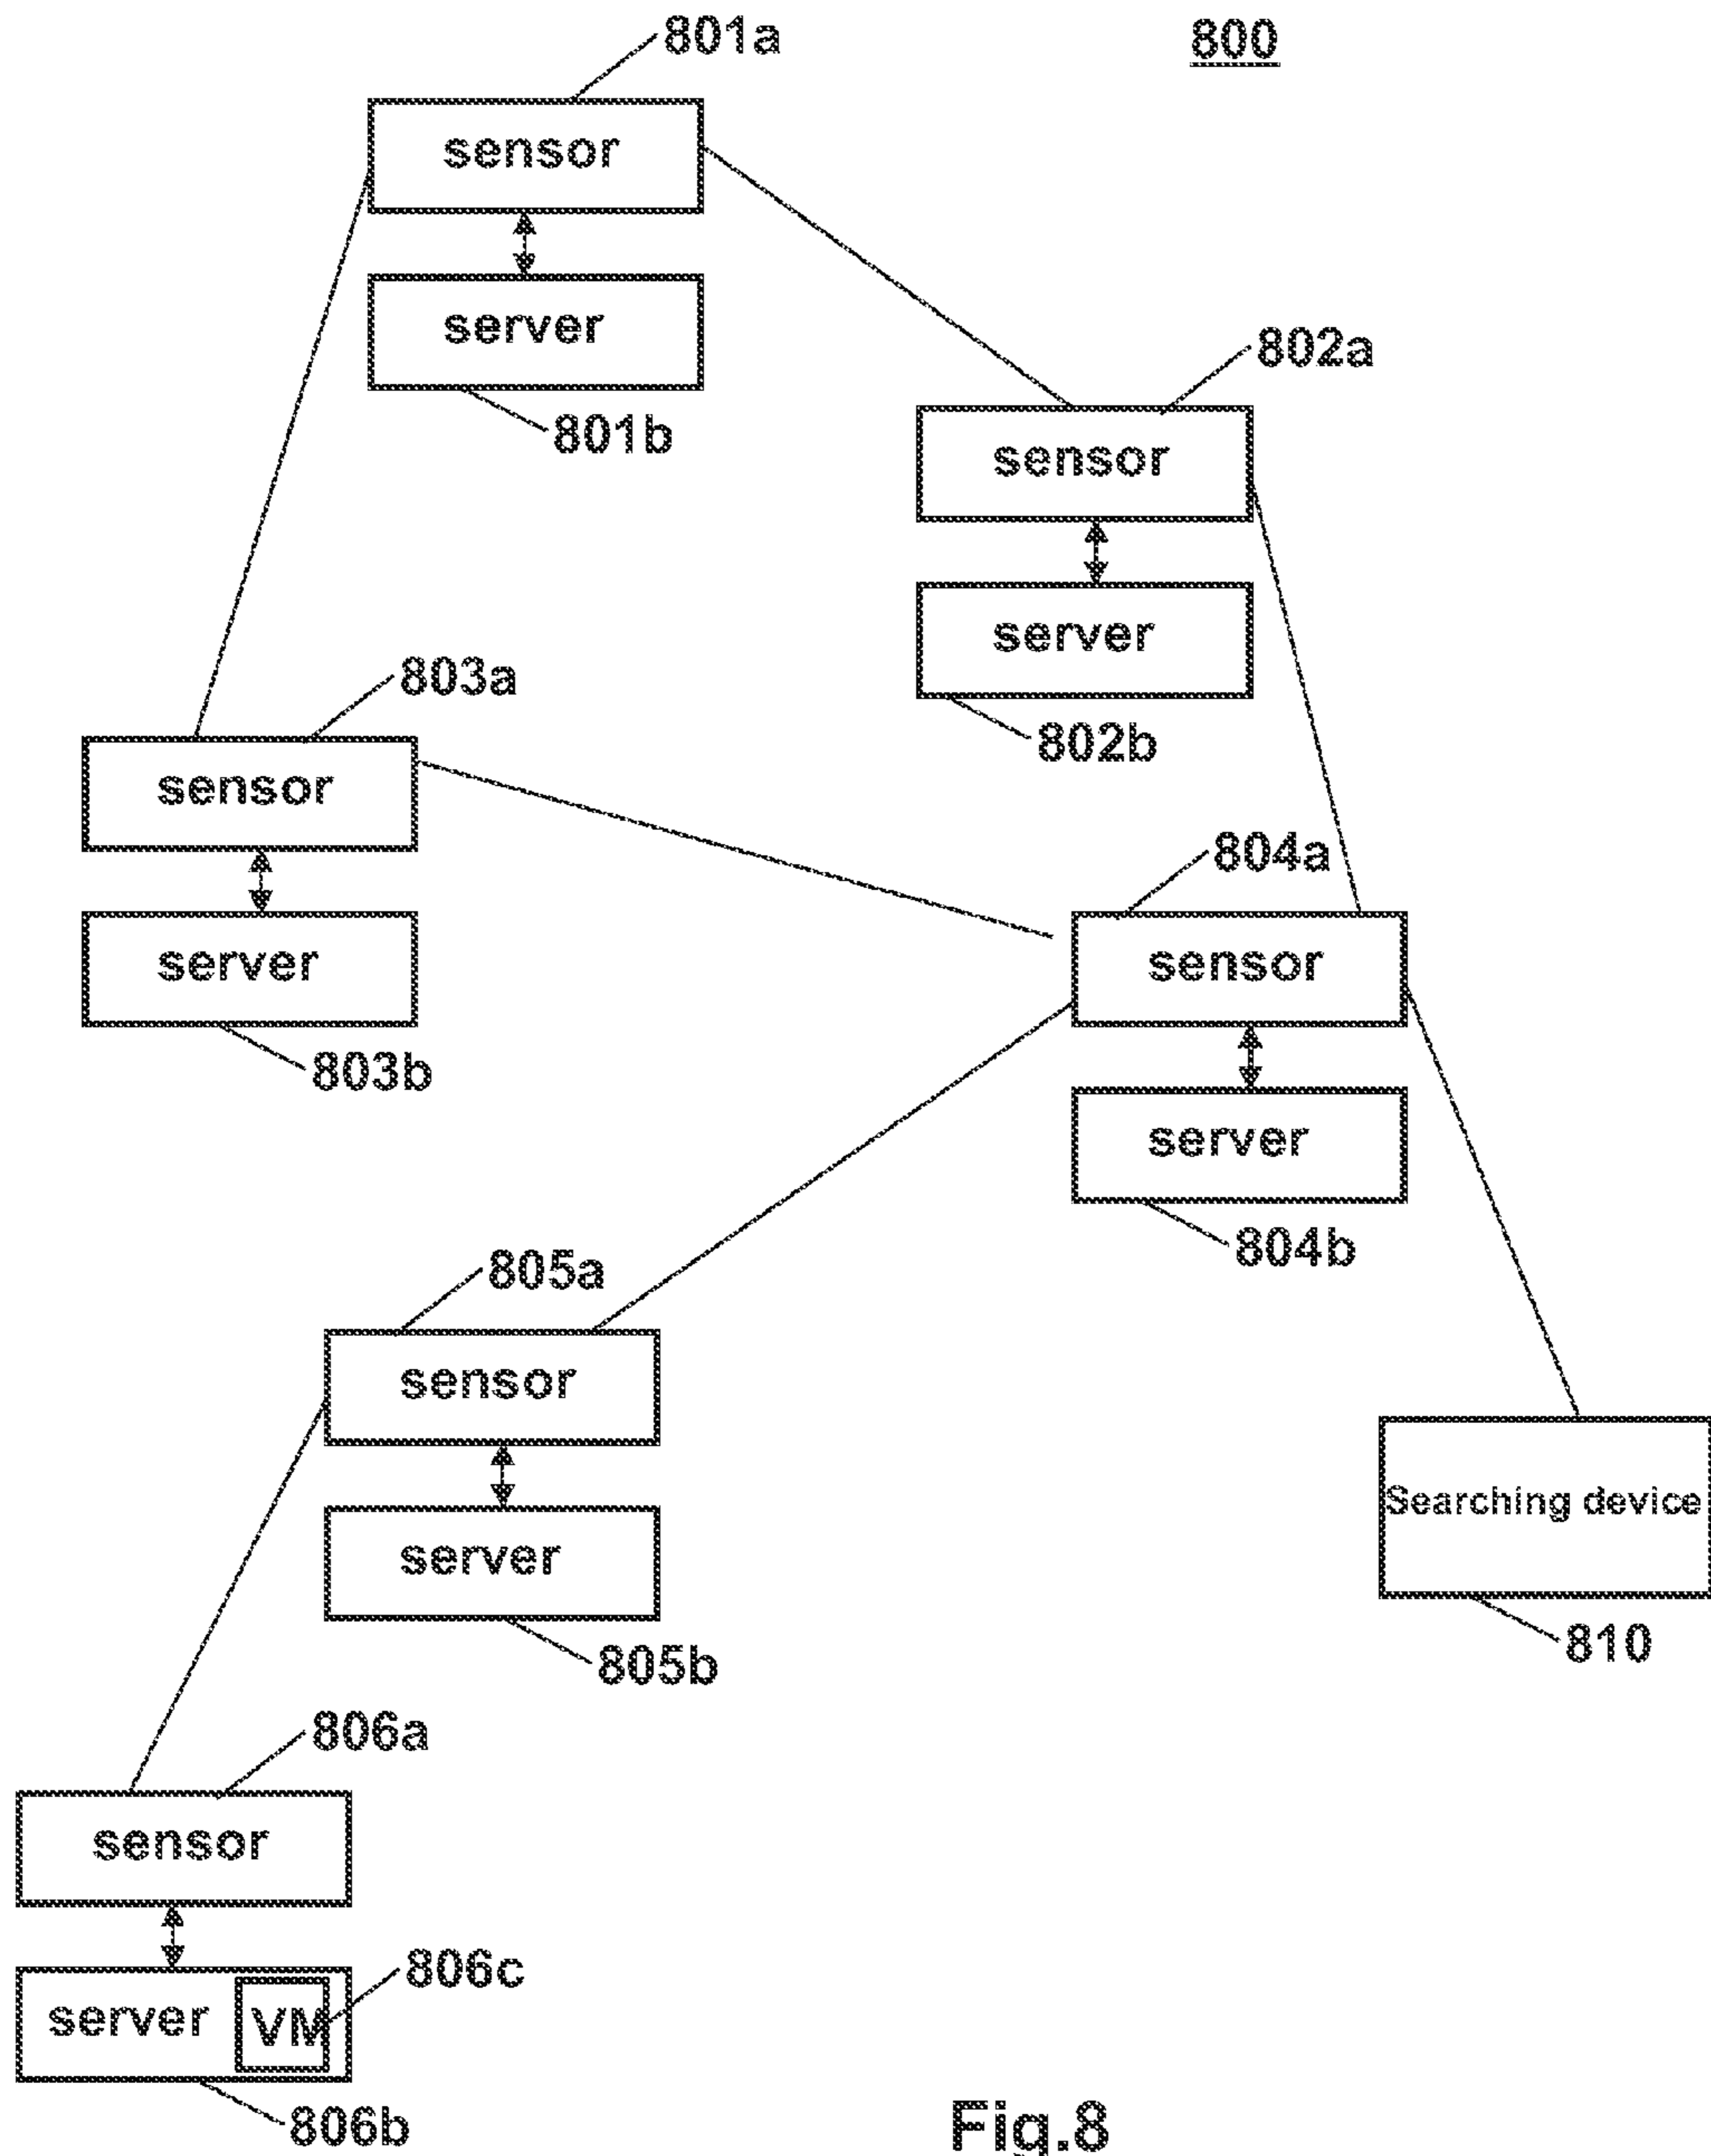 801a
800
sensor
server
801b
802a
sensor
server
802b
803a
sensor
server
803b
804a
sensor
server
804b
805a
sensor
server
805b
Searching device
810
806a
sensor
806c
server VM
806b
Fig.8